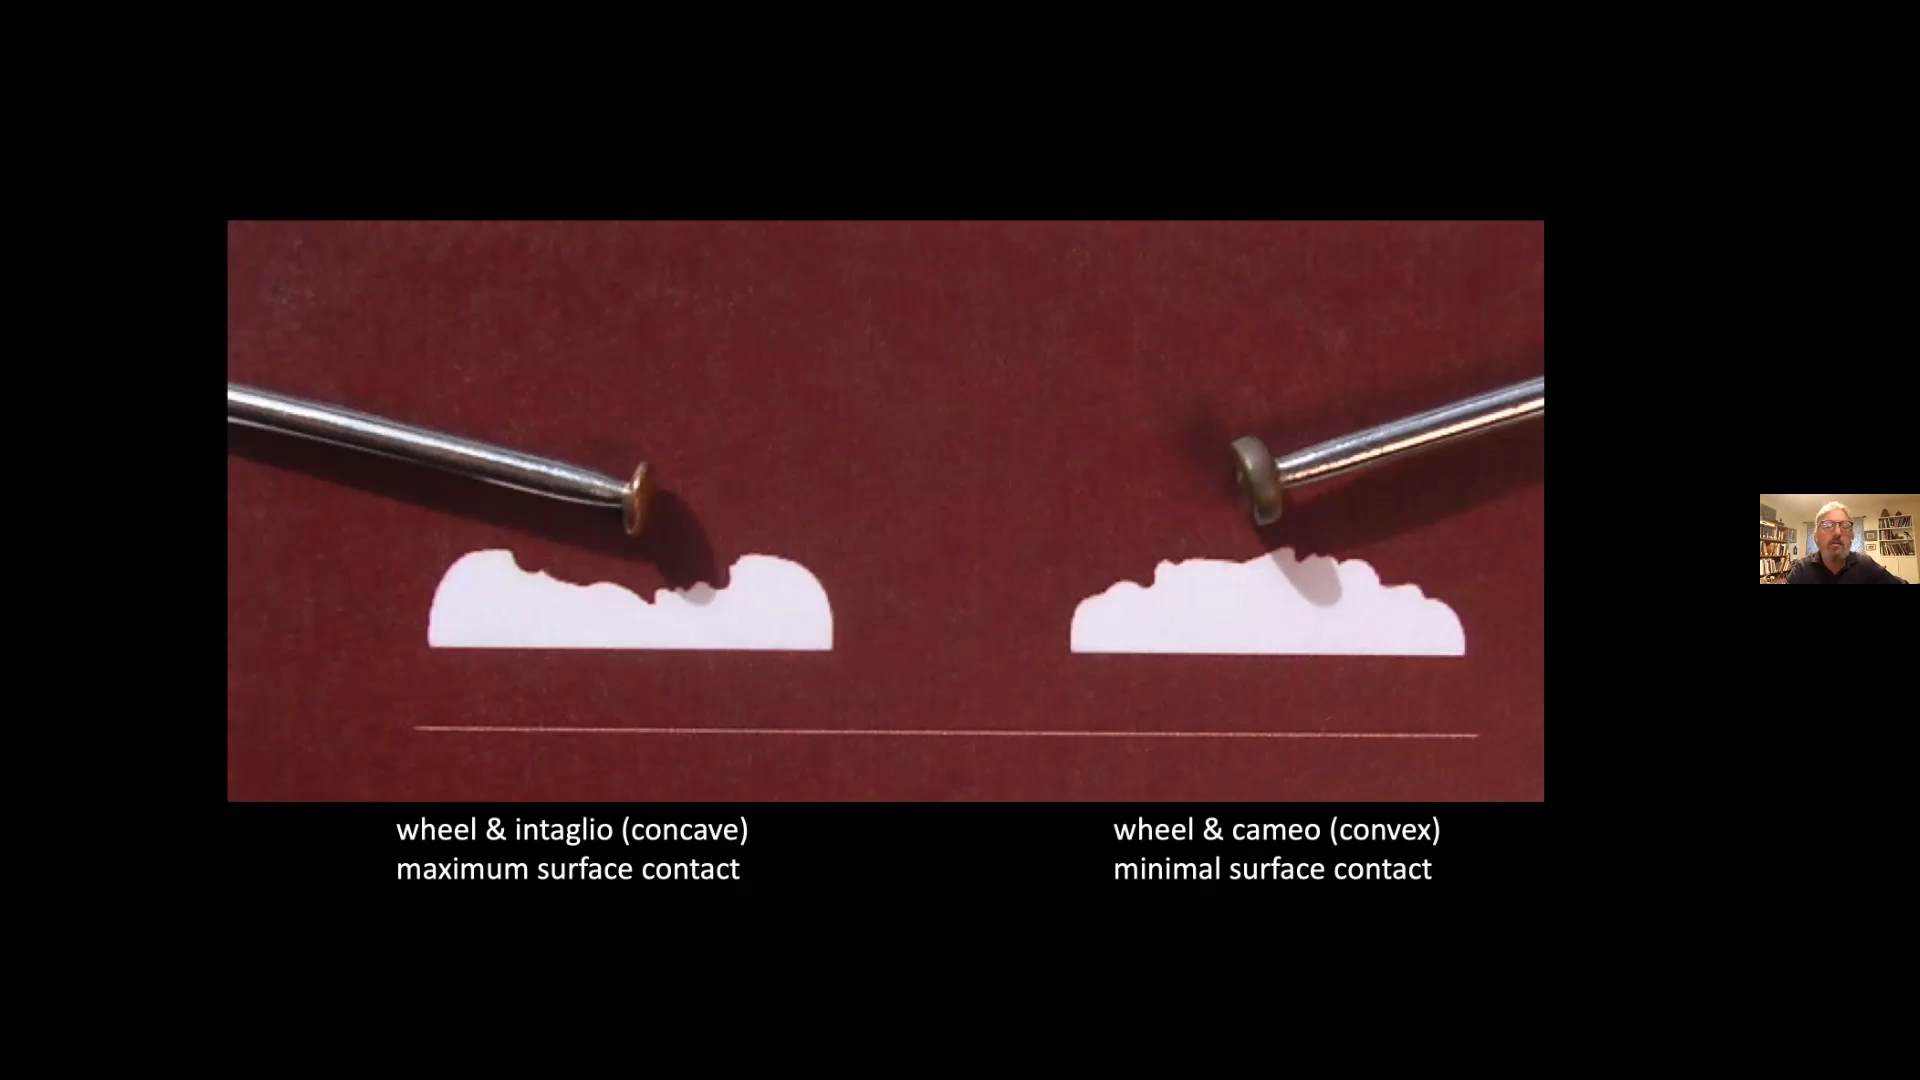 wheel & intaglio (concave)
maximum surface contact
wheel & cameo (convex)
minimal surface contact